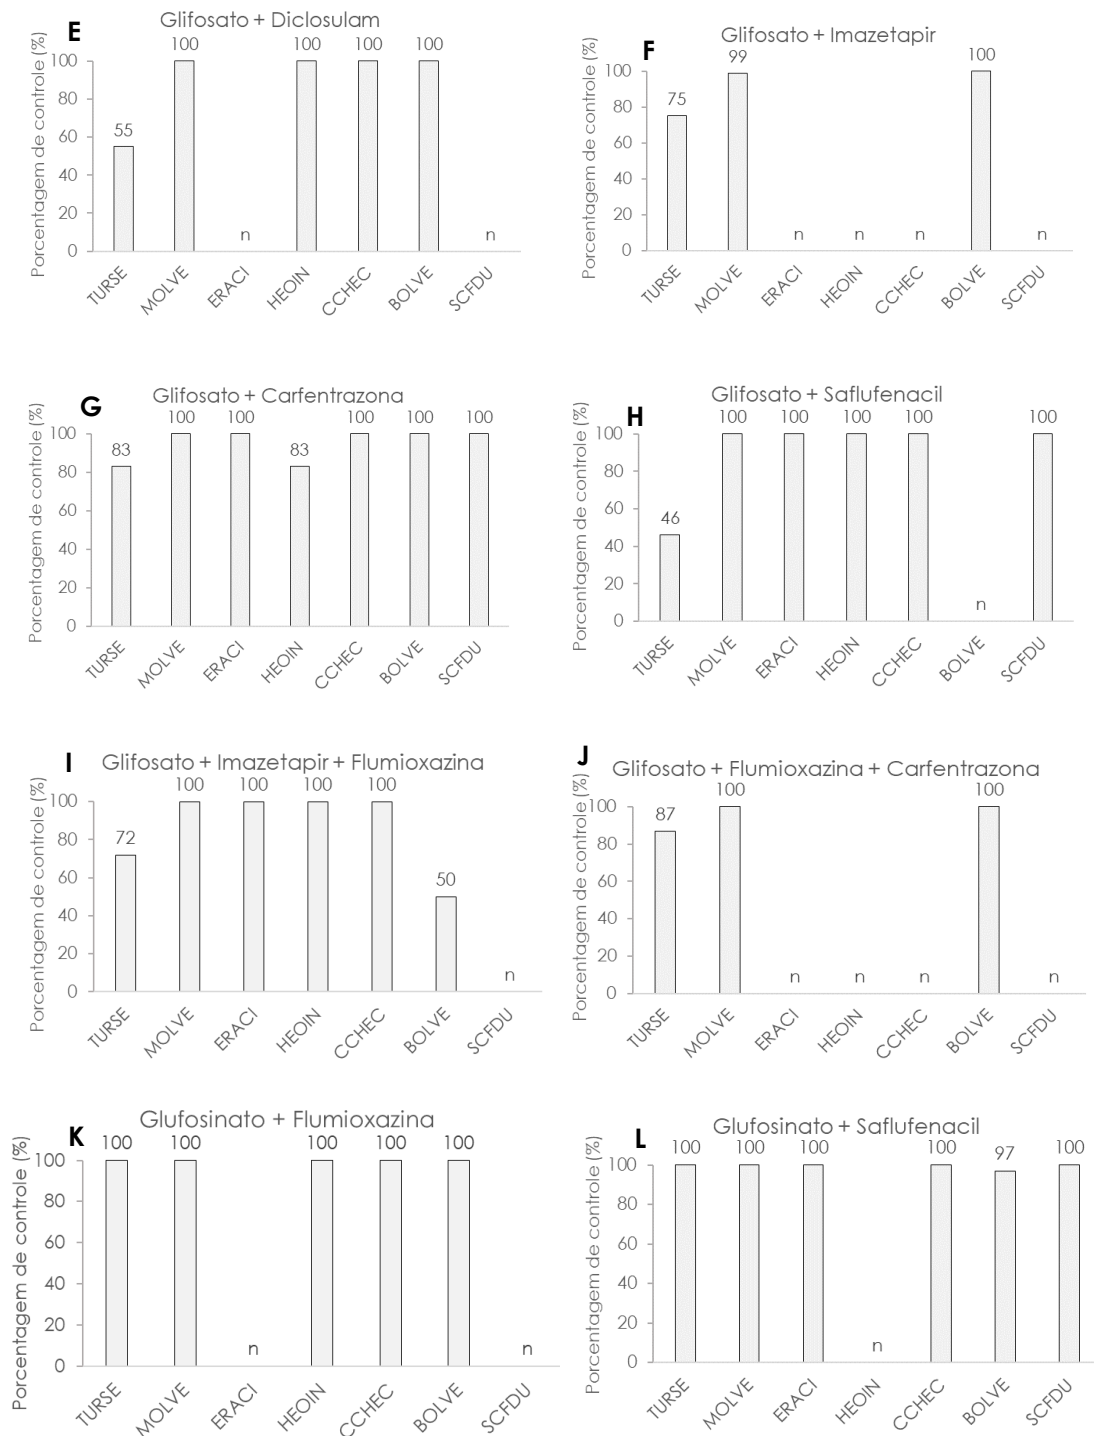 E
Glifosato + Diclosulam
Porcentagem de controle (%)
100
80
60
40
20
0
55
100
n
100
100
100
n
TURSE
MOLVE
ERACI
HEOIN
CCHEC
BOLVE
SCFDU
F
Glifosato + Imazetapir
Porcentagem de controle (%)
100
80
60
40
20
0
75
99
n
n
n
100
n
TURSE
MOLVE
ERACI
HEOIN
CCHEC
BOLVE
SCFDU
G
Glifosato + Carfentrazona
Porcentagem de controle (%)
100
80
60
40
20
0
83
100
100
83
100
100
100
TURSE
MOLVE
ERACI
HEOIN
CCHEC
BOLVE
SCFDU
H
Glifosato + Saflufenacil
Porcentagem de controle (%)
100
80
60
40
20
0
46
100
100
100
100
n
100
TURSE
MOLVE
ERACI
HEOIN
CCHEC
BOLVE
SCFDU
I
Glifosato + Imazetapir + Flumioxazina
Porcentagem de controle (%)
100
80
60
40
20
0
72
100
100
100
100
50
n
TURSE
MOLVE
ERACI
HEOIN
CCHEC
BOLVE
SCFDU
J
Glifosato + Flumioxazina + Carfentrazona
Porcentagem de controle (%)
100
80
60
40
20
0
87
100
n
n
n
100
n
TURSE
MOLVE
ERACI
HEOIN
CCHEC
BOLVE
SCFDU
K
Glufosinato + Flumioxazina
Porcentagem de controle (%)
100
80
60
40
20
0
100
100
n
100
100
100
n
TURSE
MOLVE
ERACI
HEOIN
CCHEC
BOLVE
SCFDU
L
Glufosinato + Saflufenacil
Porcentagem de controle (%)
100
80
60
40
20
0
100
100
100
n
100
97
100
TURSE
MOLVE
ERACI
HEOIN
CCHEC
BOLVE
SCFDU